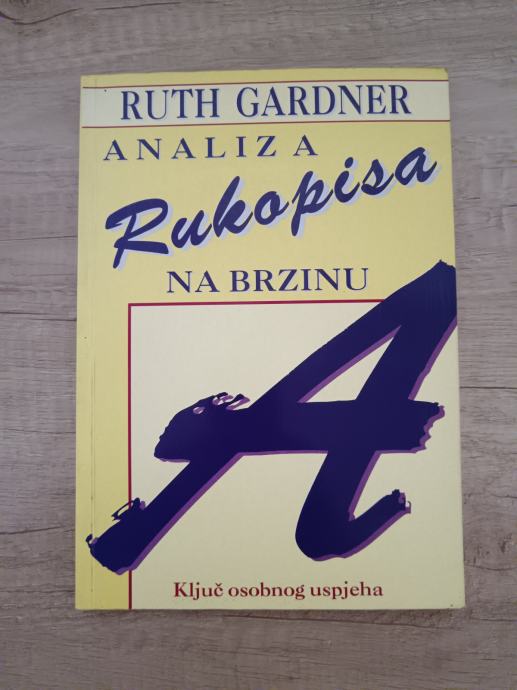 RUTH GARDNER
ANALIZA
Rukopisa
NA BRZINU
A
Ključ osobnog uspjeha